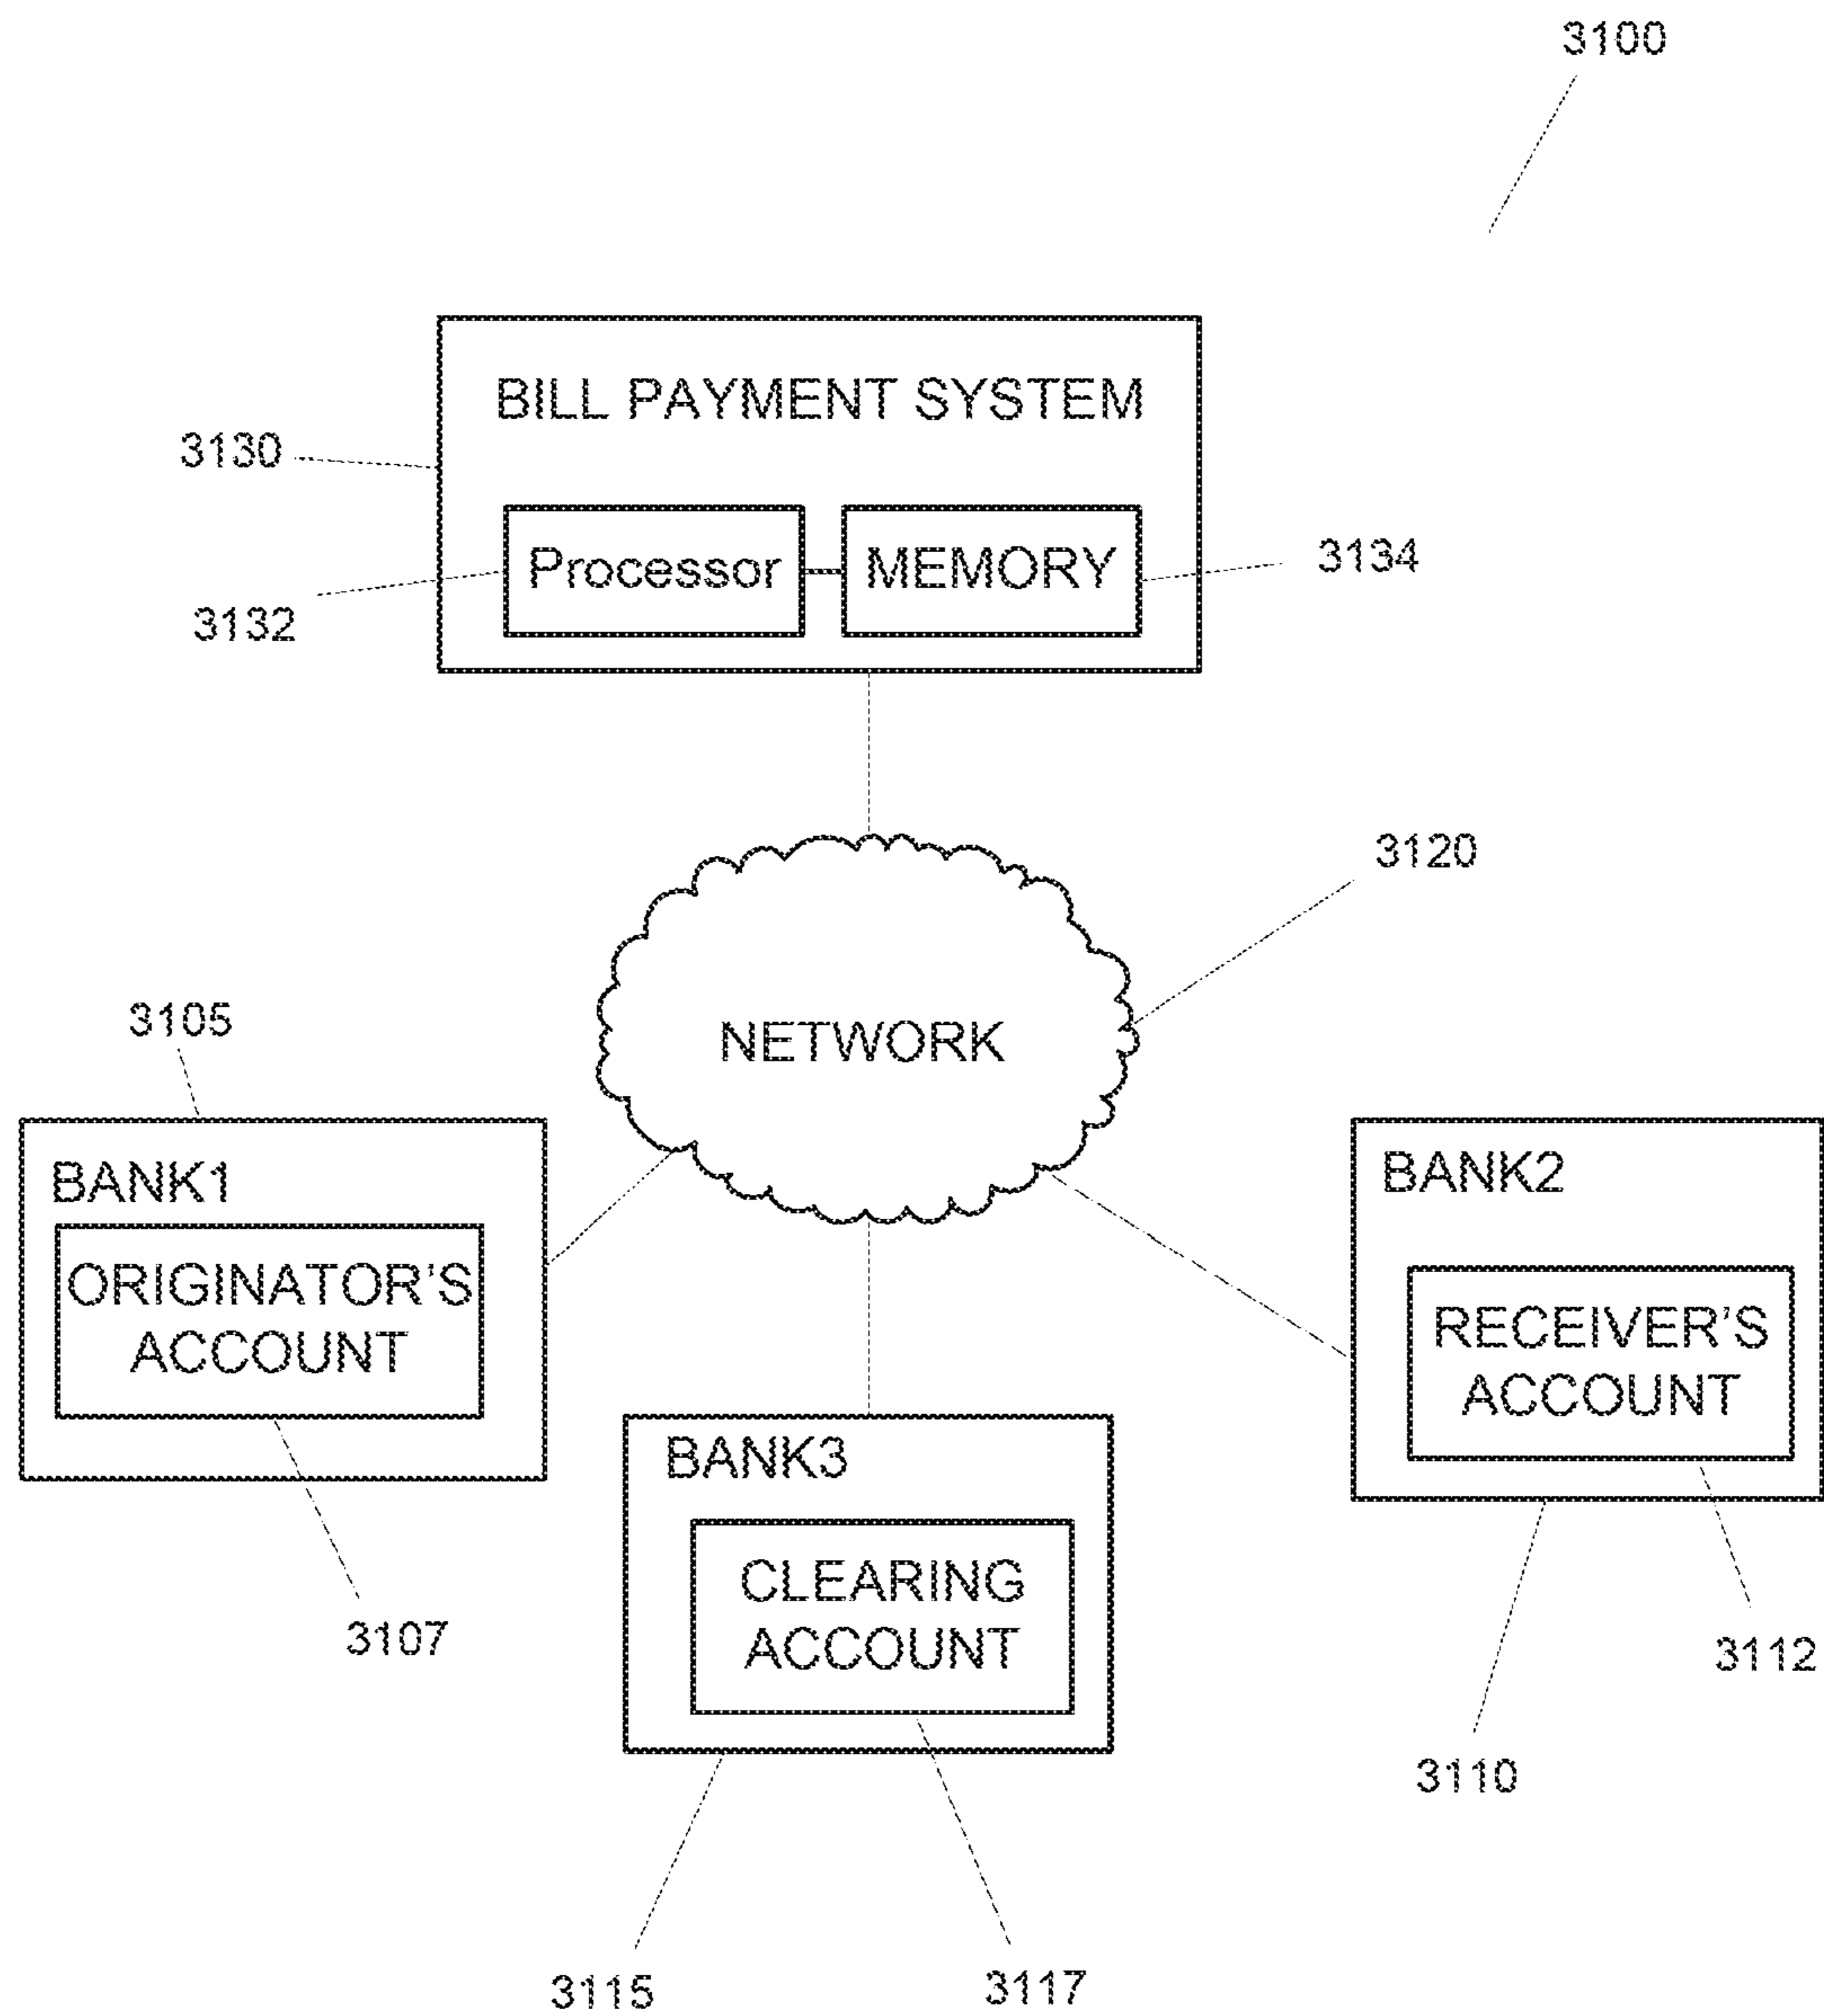 3100
BILL PAYMENT SYSTEM
3130
Processor
MEMORY
3134
3132
3120
NETWORK
3105
BANK1
ORIGINATOR'S
ACCOUNT
BANK2
RECEIVER'S
ACCOUNT
BANK3
CLEARING
ACCOUNT
3107
3112
3110
3115
3117